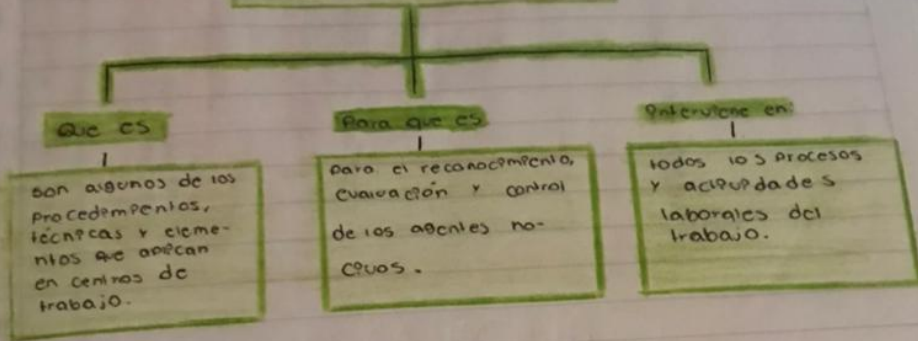 Que es
son algunos de los
procedimientos,
técnicas y eleme-
ntos que aplican
en centros de
trabajo.
Para que es
para el reconocimiento,
evaluación y control
de los agentes no-
civos.
Interviene en:
todos los procesos
y actividades
laborales del
trabajo.